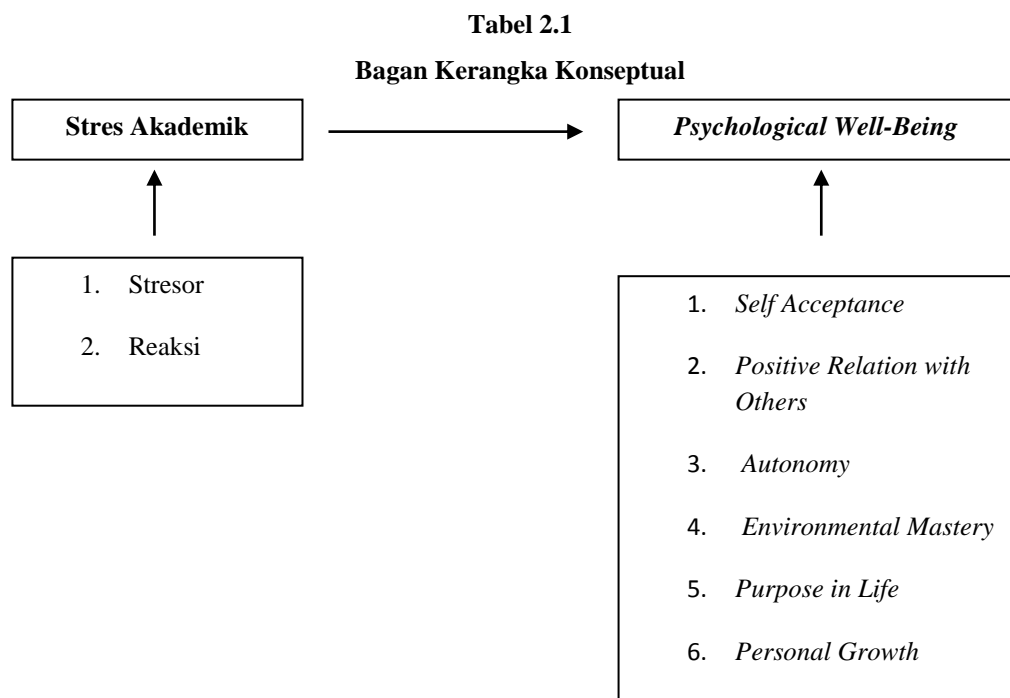 Tabel 2.1
Bagan Kerangka Konseptual
Stres Akademik
Psychological Well-Being
1. Stresor
2. Reaksi
1. Self Acceptance
2. Positive Relation with
Others
3. Autonomy
4. Environmental Mastery
5. Purpose in Life
6. Personal Growth